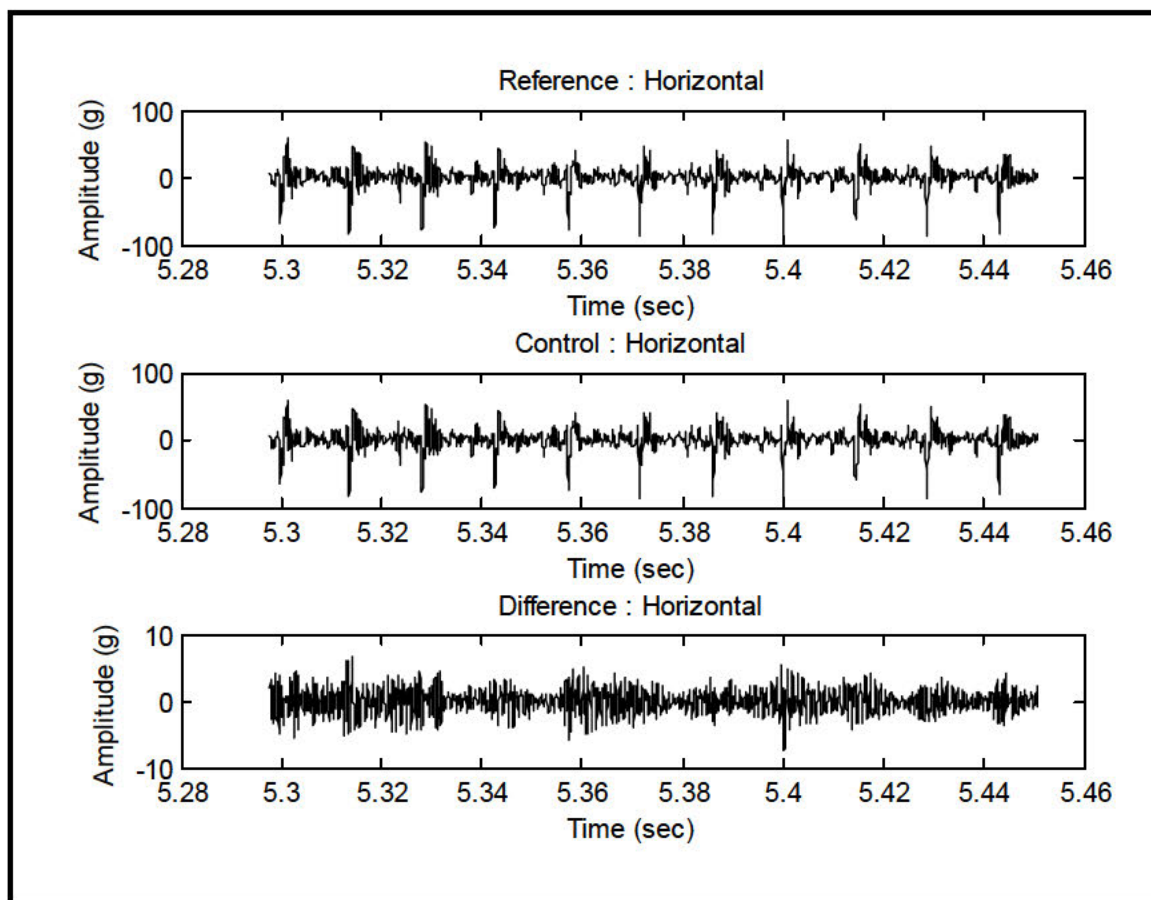 Reference : Horizontal
Amplitude (g)
100
0
-100
5.28 5.3 5.32 5.34 5.36 5.38 5.4 5.42 5.44 5.46
Time (sec)
Control : Horizontal
Amplitude (g)
100
0
-100
5.28 5.3 5.32 5.34 5.36 5.38 5.4 5.42 5.44 5.46
Time (sec)
Difference : Horizontal
Amplitude (g)
10
0
-10
5.28 5.3 5.32 5.34 5.36 5.38 5.4 5.42 5.44 5.46
Time (sec)